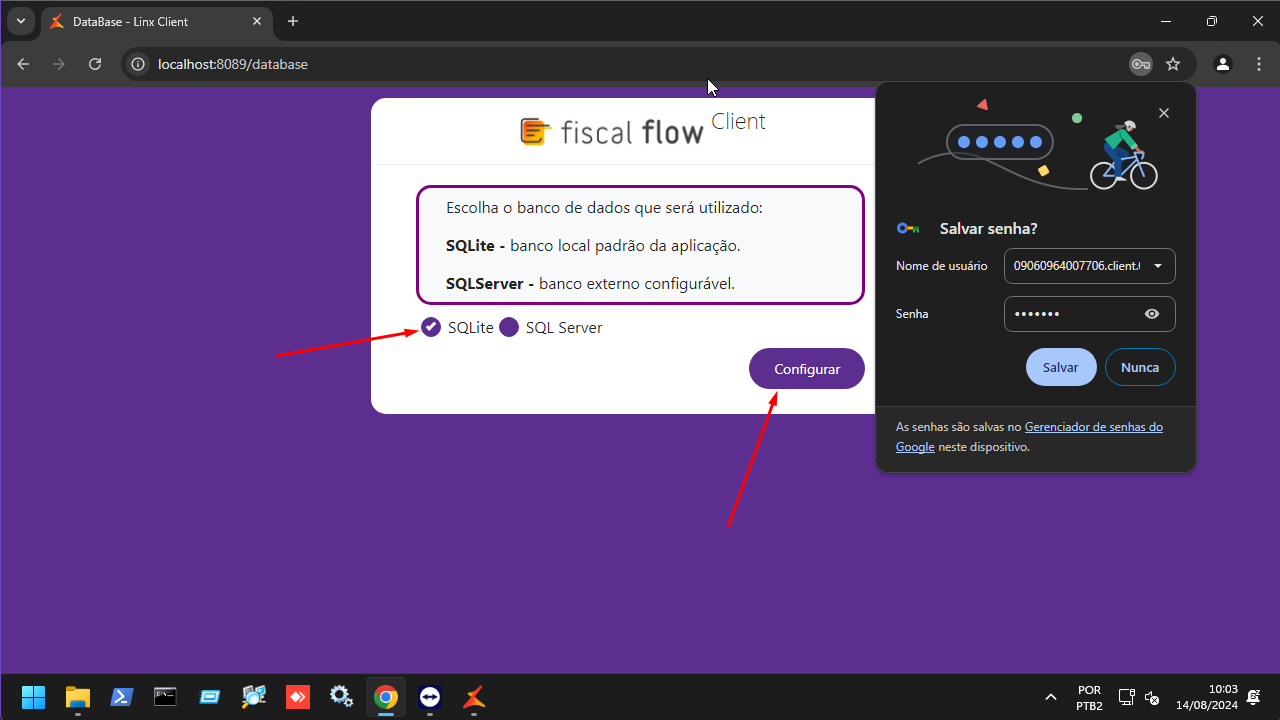 DataBase - Linx Client
localhost:8089/database
fiscal flow Client
Escolha o banco de dados que será utilizado:
SQLite - banco local padrão da aplicação.
SQLServer - banco externo configurável.
SQLite SQL Server
Configurar
Salvar senha?
Nome de usuário 09060964007706.client.
Senha •••••••
Salvar Nunca
As senhas são salvas no Gerenciador de senhas do
Google neste dispositivo.
POR
PTB2
10:03
14/08/2024